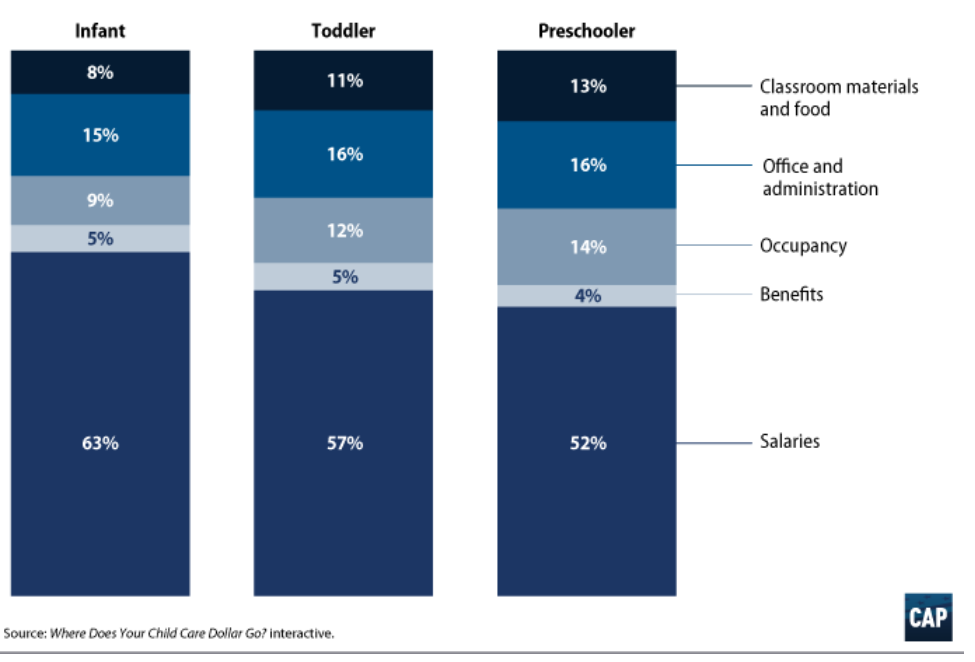 Infant Toddler Preschooler
8% 11% 13% Classroom materials
and food
15% 16% 16% Office and
administration
9% 12% 14% Occupancy
5% 5% 4% Benefits
63% 57% 52% Salaries
Source: Where Does Your Child Care Dollar Go? interactive.
CAP